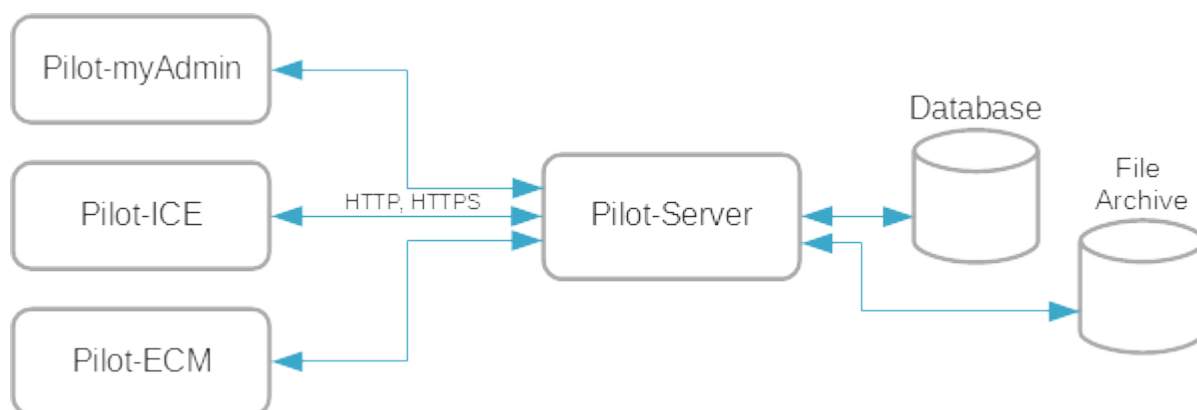 Pilot-myAdmin
Database
File
Archive
Pilot-ICE
HTTP, HTTPS
Pilot-Server
Pilot-ECM